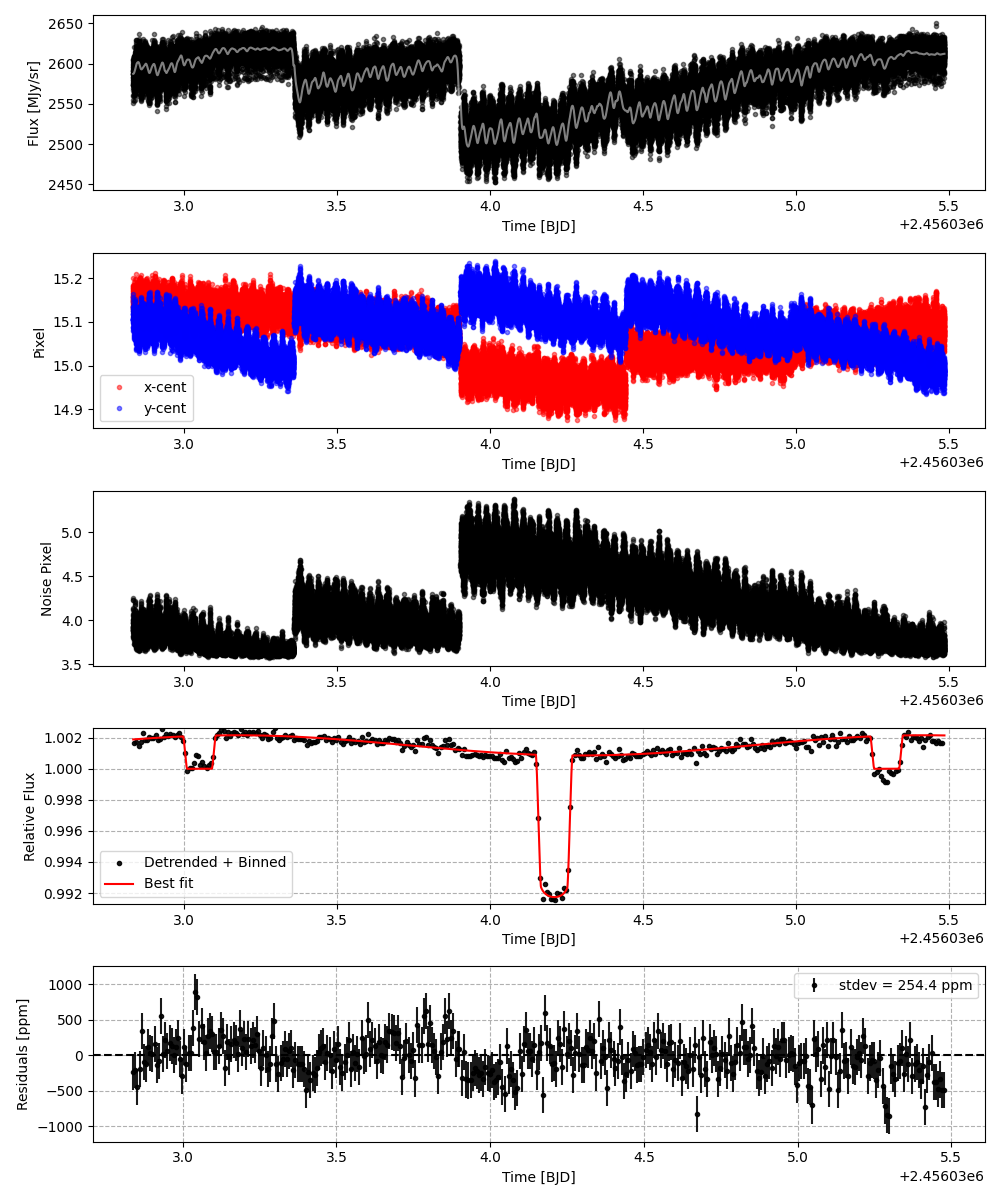 2650
2600
2550
2500
2450
Flux [MJy/sr]
3.0 3.5 4.0 4.5 5.0 5.5
Time [BJD]
+2.45603e6
15.2
15.1
15.0
14.9
Pixel
x-cent
y-cent
3.0 3.5 4.0 4.5 5.0 5.5
Time [BJD]
+2.45603e6
5.0
4.5
4.0
3.5
Noise Pixel
3.0 3.5 4.0 4.5 5.0 5.5
Time [BJD]
+2.45603e6
1.002
1.000
0.998
0.996
0.994
0.992
Relative Flux
Detrended + Binned
Best fit
3.0 3.5 4.0 4.5 5.0 5.5
Time [BJD]
+2.45603e6
1000
500
0
−500
−1000
Residuals [ppm]
stdev = 254.4 ppm
3.0 3.5 4.0 4.5 5.0 5.5
Time [BJD]
+2.45603e6